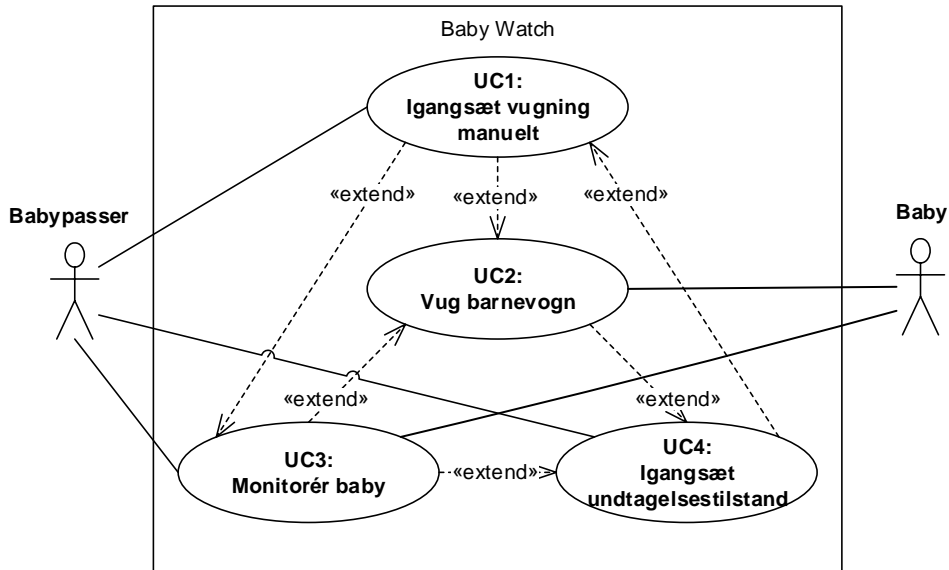 Baby Watch
UC1:
Igangsæt vugning
manuelt
«extend»
«extend»
«extend»
Babypasser
Baby
UC2:
Vug barnevogn
«extend»
«extend»
UC3:
Monitorér baby
«extend»
UC4:
Igangsæt
undtagelsestilstand